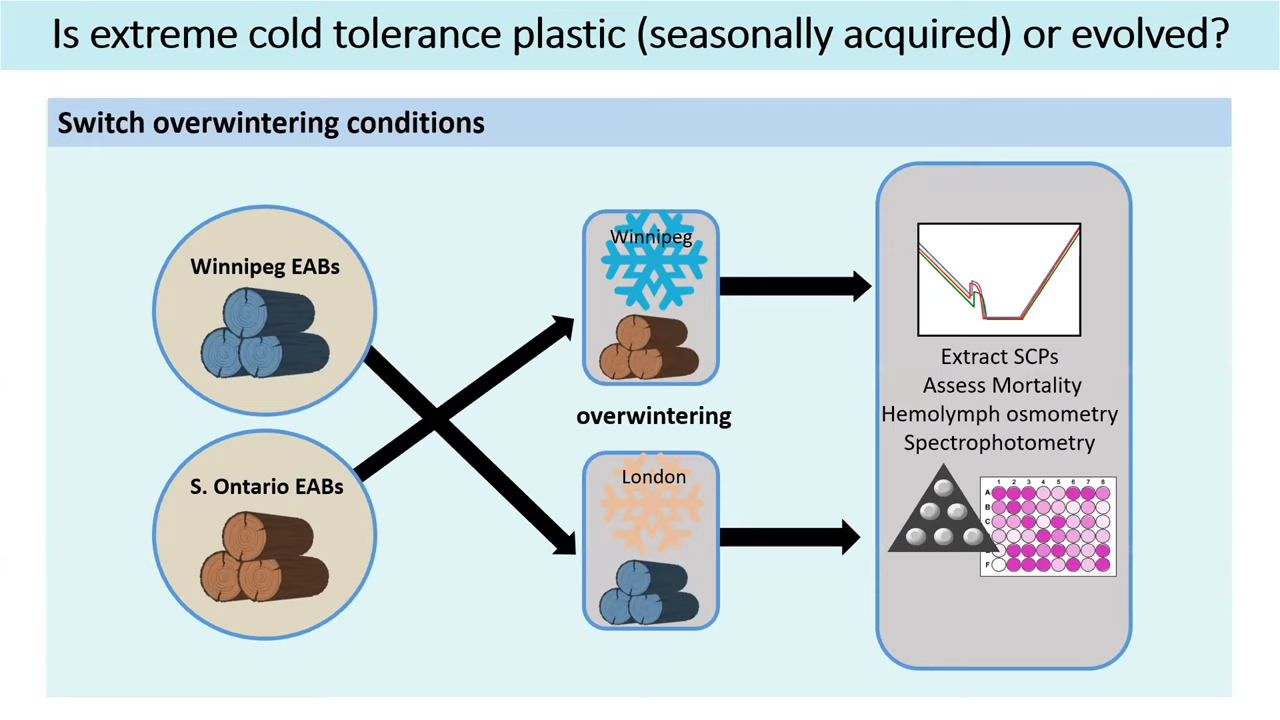 Is extreme cold tolerance plastic (seasonally acquired) or evolved?
Switch overwintering conditions
Winnipeg EABs
S. Ontario EABs
Winnipeg
overwintering
London
Extract SCPs
Assess Mortality
Hemolymph osmometry
Spectrophotometry
1 2 3 4 5 6 7 8
A
B
C
F